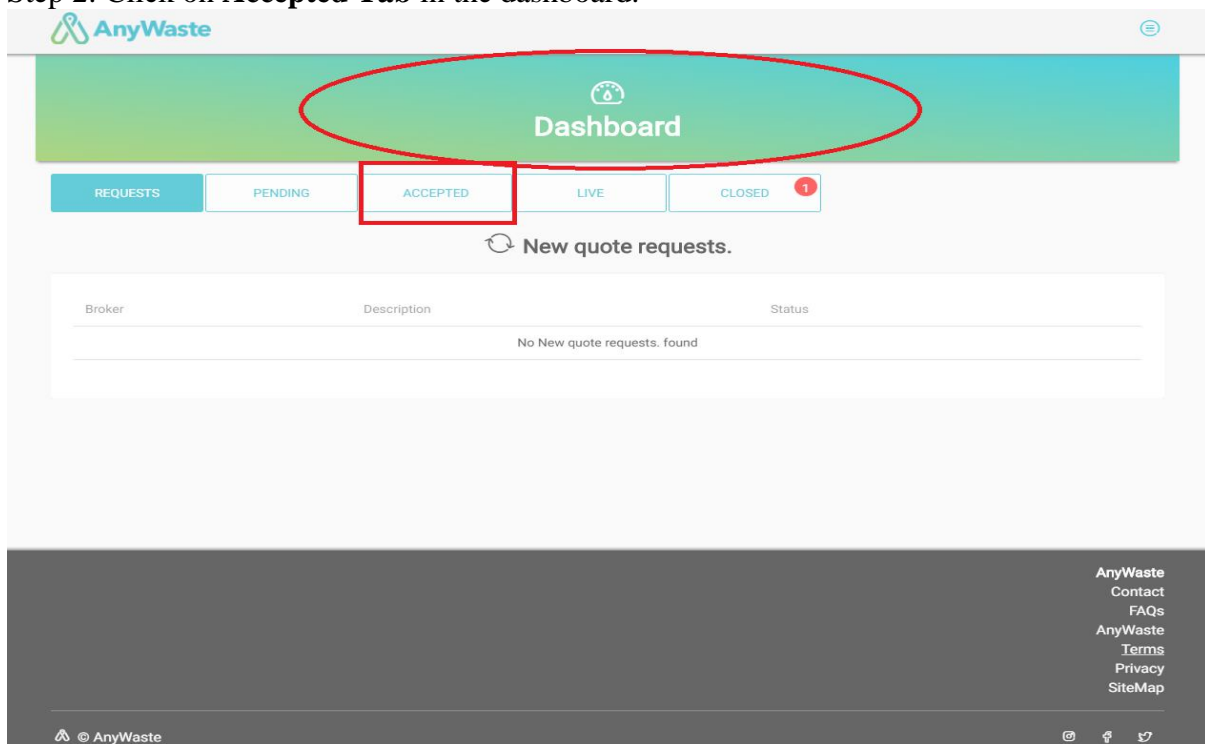 Step 2: Click on Accepted Tab in the dashboard.
AnyWaste
Dashboard
REQUESTS PENDING ACCEPTED LIVE CLOSED 1
New quote requests.
Broker Description Status
No New quote requests. found
AnyWaste
Contact
FAQs
AnyWaste
Terms
Privacy
SiteMap
© AnyWaste